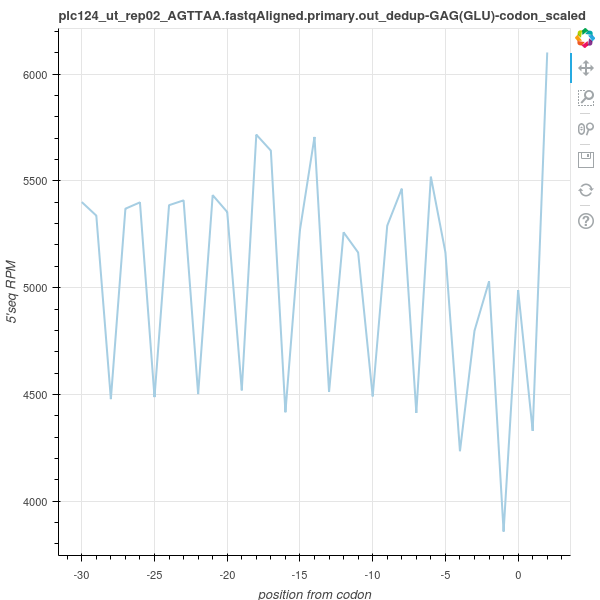 plc124_ut_rep02_AGTTAA.fastqAligned.primary.out_dedup-GAG(GLU)-codon_scaled
6000
5500
5000
4500
4000
5'seq RPM
-30 -25 -20 -15 -10 -5 0
position from codon